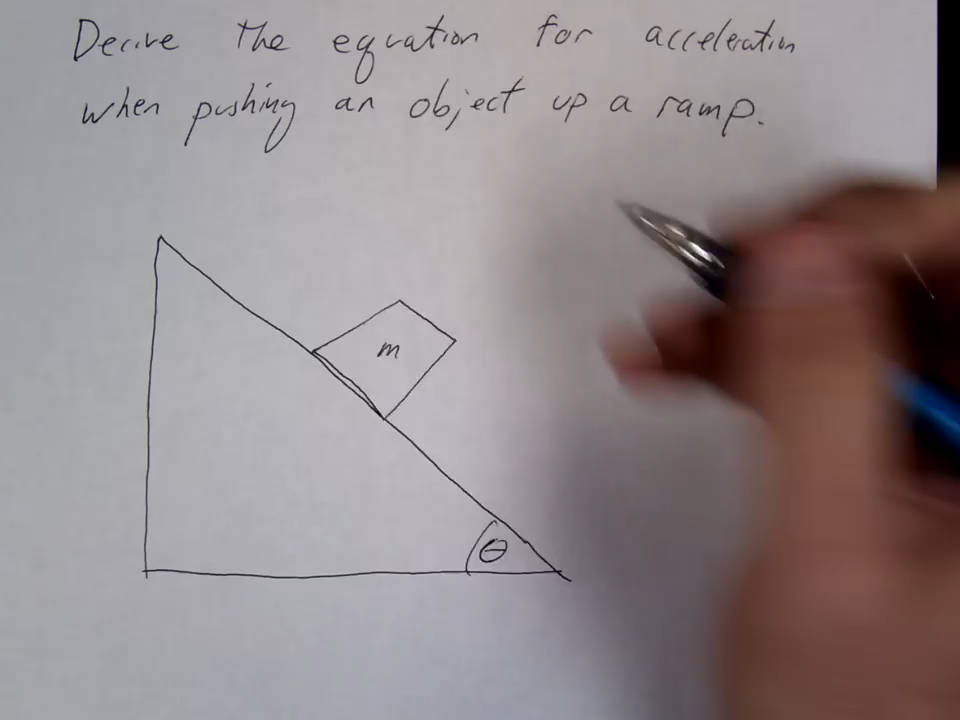 Derive the equation for acceleration
when pushing an object up a ramp.
m
θ